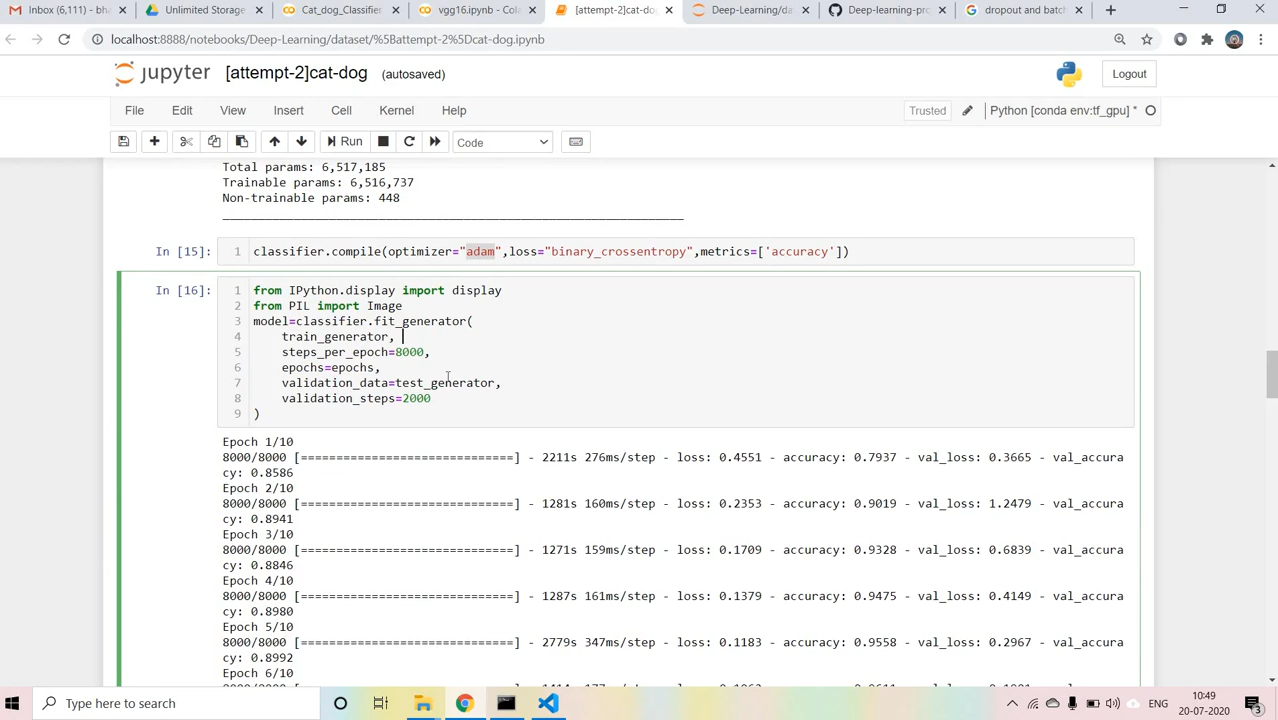 Inbox (6,111) - bha
Unlimited Storage
Cat_dog_Classifie
vgg16.ipynb - Cola
[attempt-2]cat-do
Deep-Learning/da
Deep-learning-pro
dropout and batch
localhost:8888/notebooks/Deep-Learning/dataset/%5Battempt-2%5Dcat-dog.ipynb
jupyter [attempt-2]cat-dog (autosaved)
Logout
File Edit View Insert Cell Kernel Help
Trusted
Python [conda env:tf_gpu] *
Run
Code
Total params: 6,517,185
Trainable params: 6,516,737
Non-trainable params: 448
In [15]: 1 classifier.compile(optimizer="adam",loss="binary_crossentropy",metrics=['accuracy'])
In [16]: 1 from IPython.display import display
2 from PIL import Image
3 model=classifier.fit_generator(
4 train_generator,
5 steps_per_epoch=8000,
6 epochs=epochs,
7 validation_data=test_generator,
8 validation_steps=2000
9 )
Epoch 1/10
8000/8000 [==============================] - 2211s 276ms/step - loss: 0.4551 - accuracy: 0.7937 - val_loss: 0.3665 - val_accura
cy: 0.8586
Epoch 2/10
8000/8000 [==============================] - 1281s 160ms/step - loss: 0.2353 - accuracy: 0.9019 - val_loss: 1.2479 - val_accura
cy: 0.8941
Epoch 3/10
8000/8000 [==============================] - 1271s 159ms/step - loss: 0.1709 - accuracy: 0.9328 - val_loss: 0.6839 - val_accura
cy: 0.8846
Epoch 4/10
8000/8000 [==============================] - 1287s 161ms/step - loss: 0.1379 - accuracy: 0.9475 - val_loss: 0.4149 - val_accura
cy: 0.8980
Epoch 5/10
8000/8000 [==============================] - 2779s 347ms/step - loss: 0.1183 - accuracy: 0.9558 - val_loss: 0.2967 - val_accura
cy: 0.8992
Epoch 6/10
Type here to search
ENG
10:49
20-07-2020
3